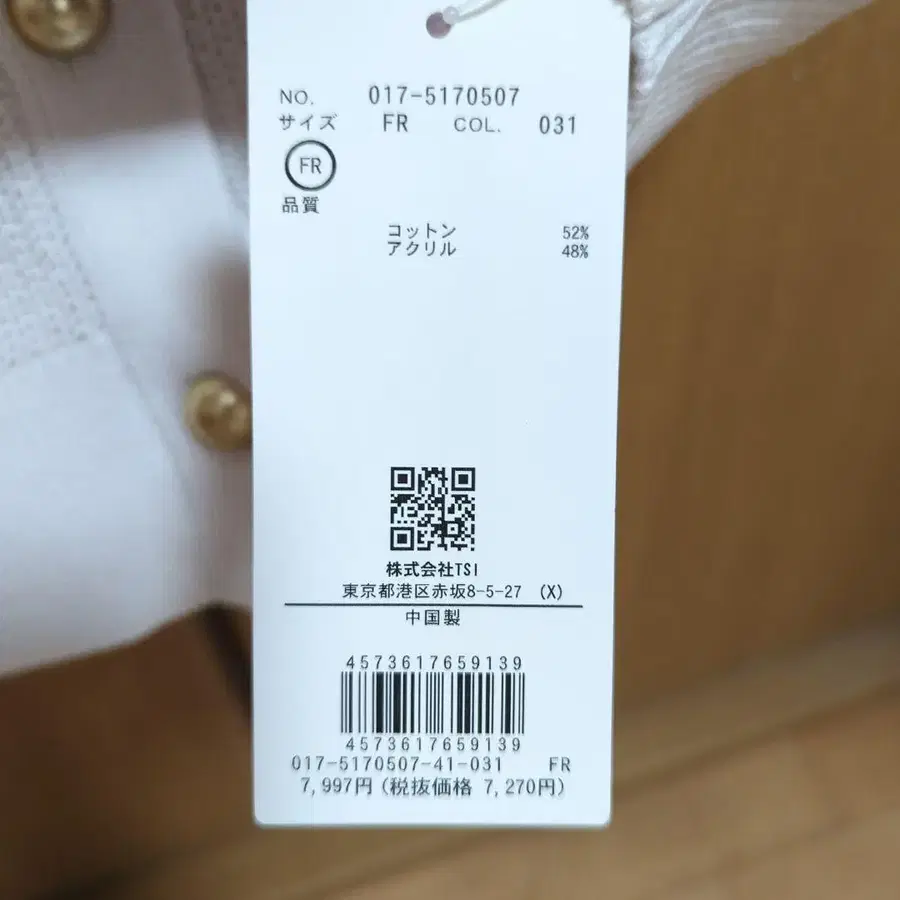 NO. 017-5170507
サイズ FR COL. 031
FR
品質
コットン 52%
アクリル 48%
株式会社TSI
東京都港区赤坂8-5-27 (X)
中国製
4573617659139
4573617659139
017-5170507-41-031 FR
7,997円(税抜価格 7,270円)